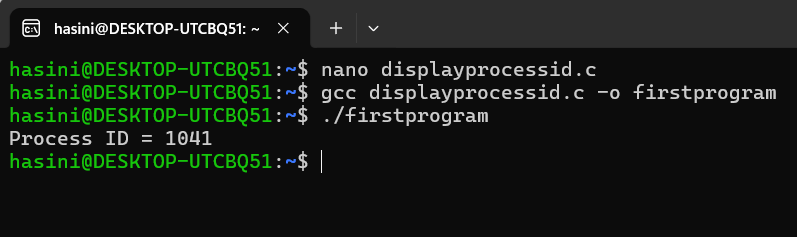 hasini@DESKTOP-UTCBQ51: ~
hasini@DESKTOP-UTCBQ51:~$ nano displayprocessid.c
hasini@DESKTOP-UTCBQ51:~$ gcc displayprocessid.c -o firstprogram
hasini@DESKTOP-UTCBQ51:~$ ./firstprogram
Process ID = 1041
hasini@DESKTOP-UTCBQ51:~$